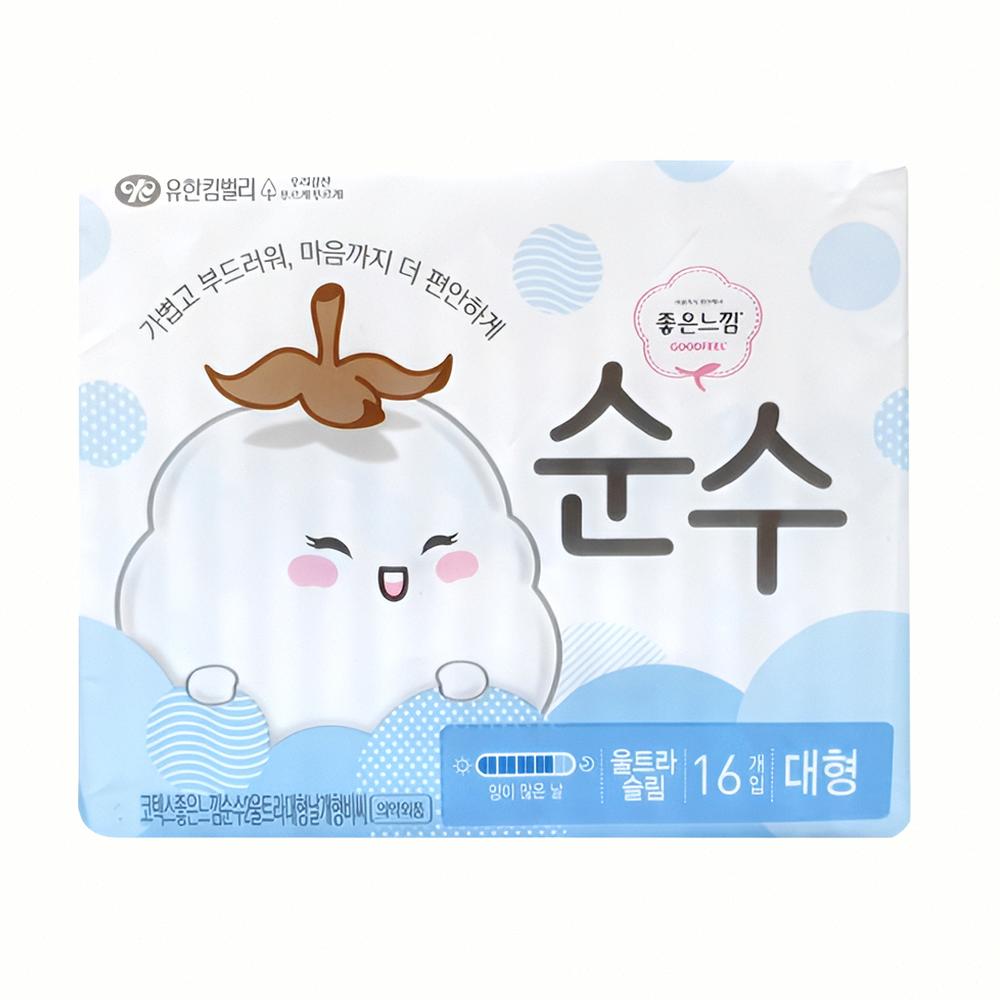 유한킴벌리
가볍고 부드러워, 마음까지 더 편안하게
좋은느낌
GOODFEEL
순수
양이 많은 날
울트라
슬림
16개입
대형
코텍스좋은느낌순수울트라대형날개형비씨
의약외품